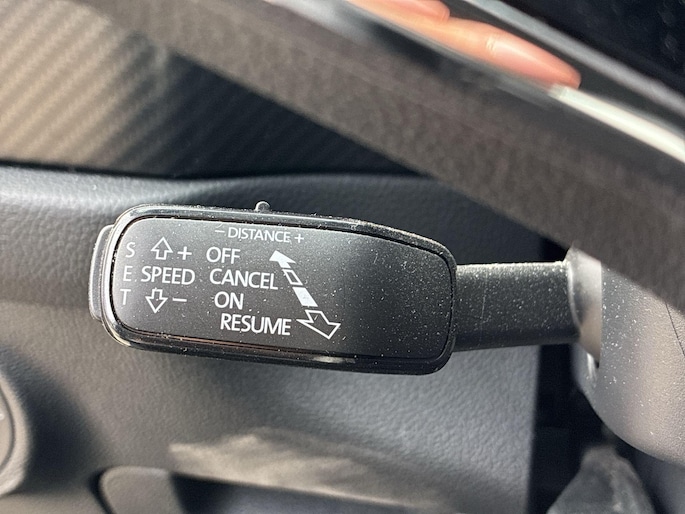 − DISTANCE +
S + OFF
E SPEED CANCEL
T − ON
RESUME